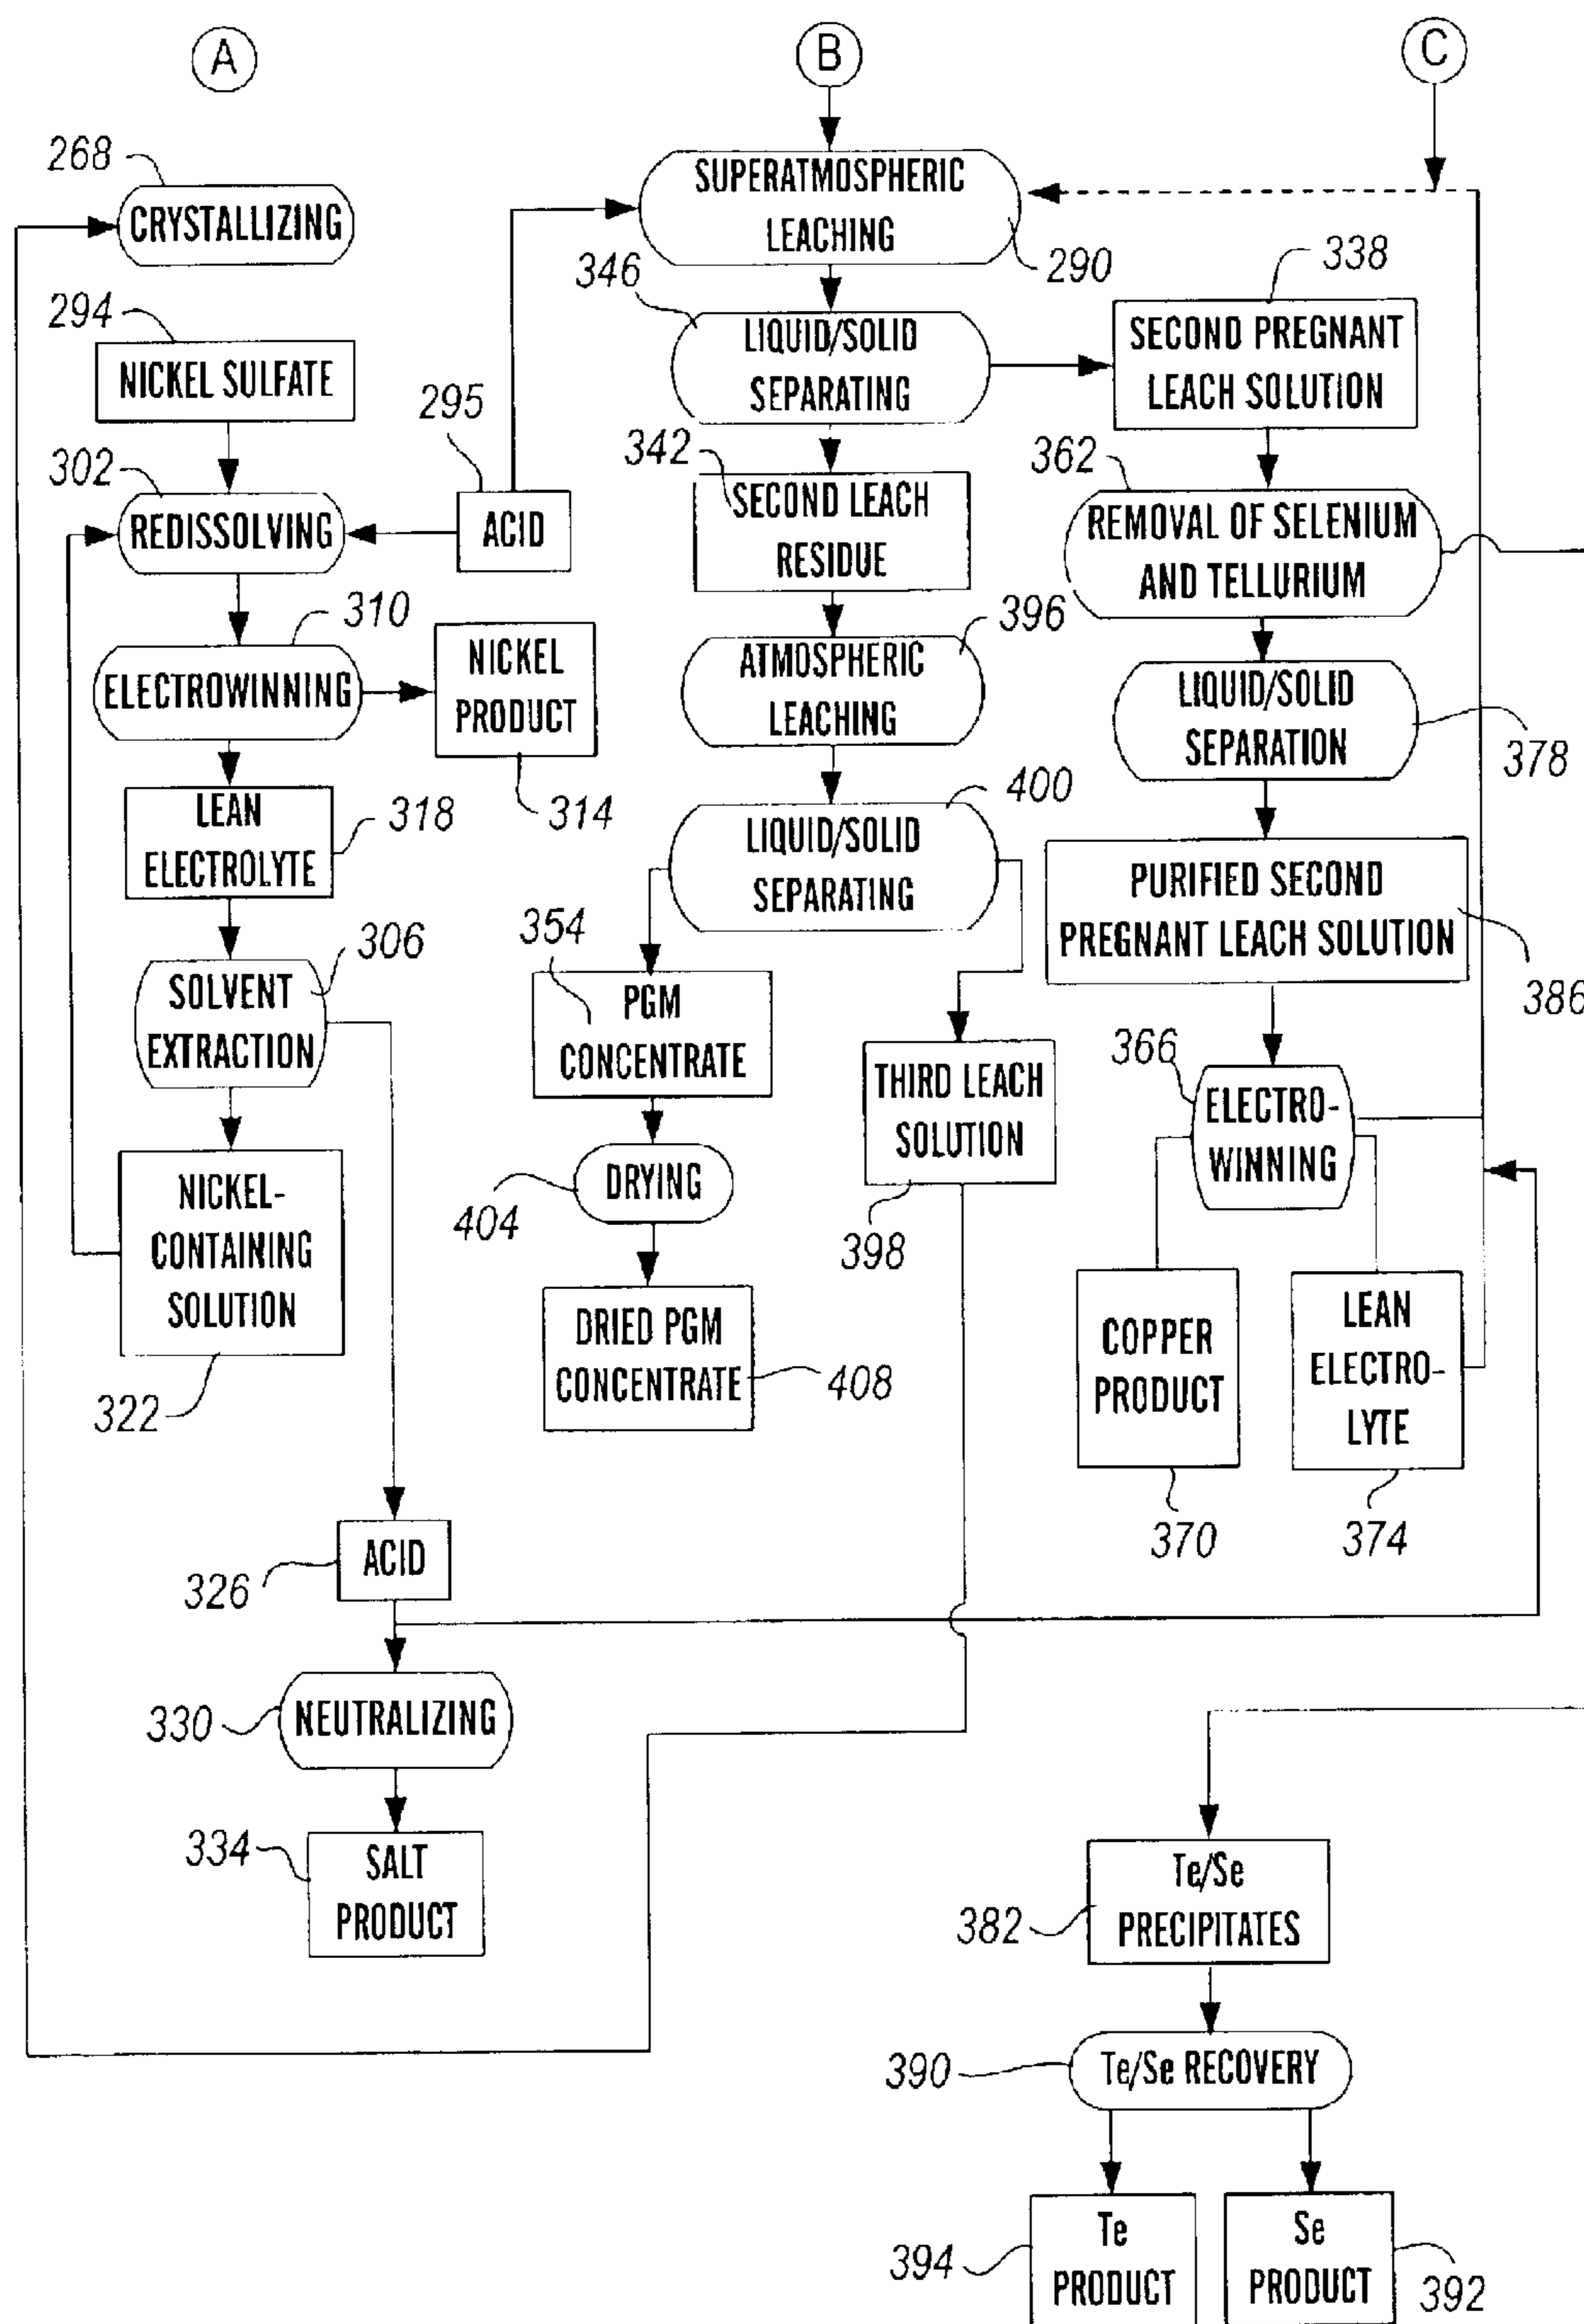 A
B
C
268
CRYSTALLIZING
SUPERATMOSPHERIC
LEACHING
290
294
NICKEL SULFATE
346
LIQUID/SOLID
SEPARATING
338
SECOND PREGNANT
LEACH SOLUTION
302
REDISSOLVING
295
ACID
342
SECOND LEACH
RESIDUE
362
REMOVAL OF SELENIUM
AND TELLURIUM
310
ELECTROWINNING
NICKEL
PRODUCT
314
396
ATMOSPHERIC
LEACHING
LIQUID/SOLID
SEPARATION
378
LEAN
ELECTROLYTE
318
400
LIQUID/SOLID
SEPARATING
PURIFIED SECOND
PREGNANT LEACH SOLUTION
386
306
SOLVENT
EXTRACTION
354
PGM
CONCENTRATE
THIRD LEACH
SOLUTION
398
366
ELECTRO-
WINNING
NICKEL-
CONTAINING
SOLUTION
322
DRYING
404
DRIED PGM
CONCENTRATE
408
COPPER
PRODUCT
370
LEAN
ELECTRO-
LYTE
374
ACID
326
NEUTRALIZING
330
SALT
PRODUCT
334
Te/Se
PRECIPITATES
382
Te/Se RECOVERY
390
Te
PRODUCT
394
Se
PRODUCT
392